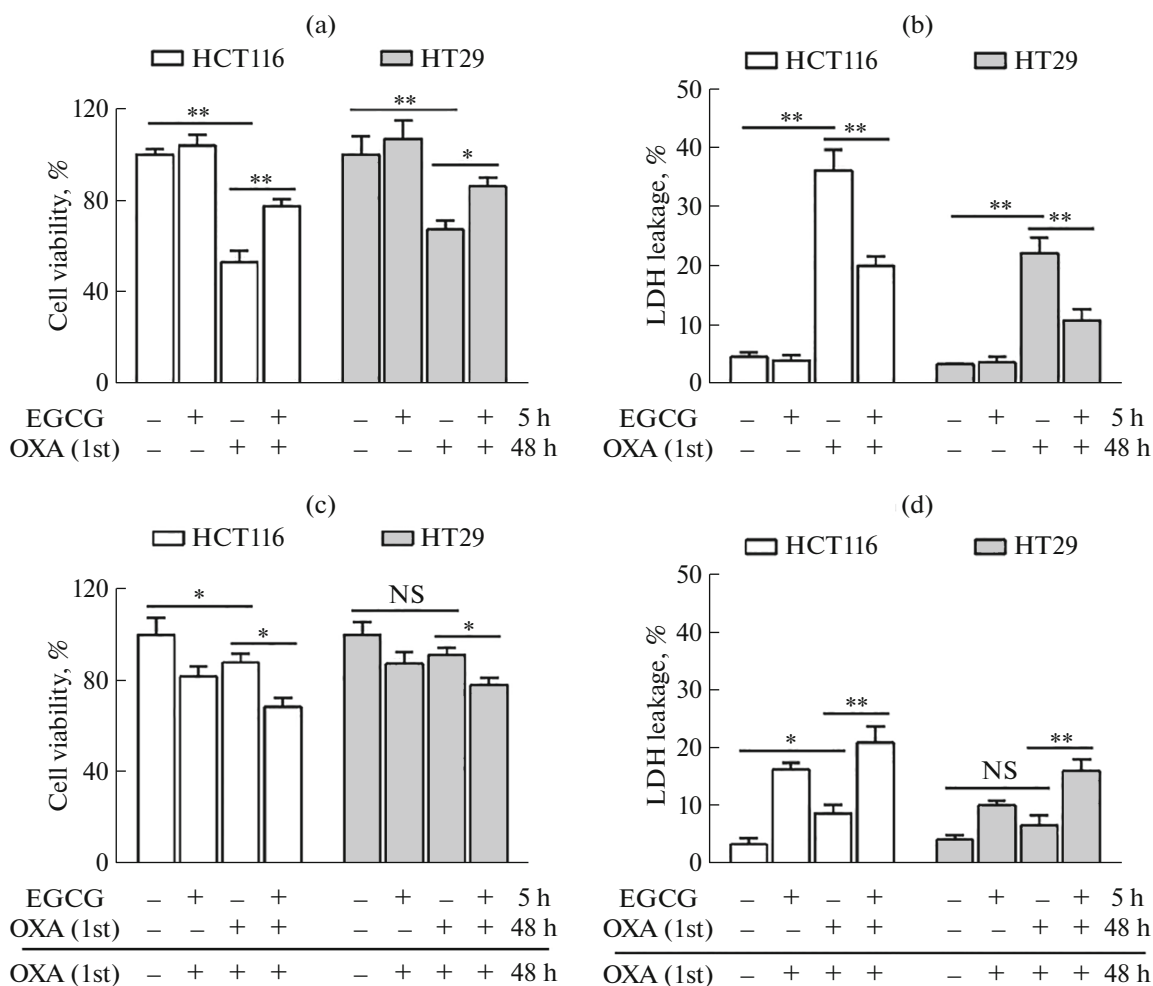 (a)
HCT116 HT29
Cell viability, %
120
80
40
0
** ** ** *
EGCG – + – + – + – + 5 h
OXA (1st) – – + + – – + + 48 h
(b)
HCT116 HT29
LDH leakage, %
50
40
30
20
10
0
** ** ** **
EGCG – + – + – + – + 5 h
OXA (1st) – – + + – – + + 48 h
(c)
HCT116 HT29
Cell viability, %
120
80
40
0
* * NS *
EGCG – + – + – + – + 5 h
OXA (1st) – – + + – – + + 48 h
OXA (1st) – + + + – + + + 48 h
(d)
HCT116 HT29
LDH leakage, %
50
40
30
20
10
0
* ** NS **
EGCG – + – + – + – + 5 h
OXA (1st) – – + + – – + + 48 h
OXA (1st) – + + + – + + + 48 h